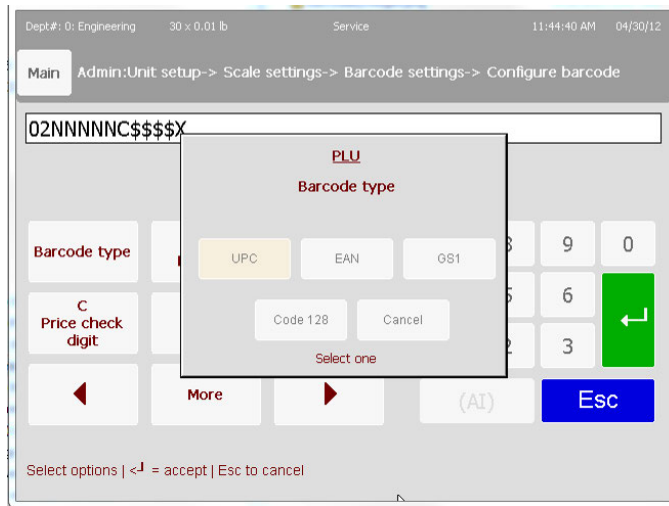 Dept#: 0: Engineering 30 x 0.01 lb Service 11:44:40 AM 04/30/12
Main Admin:Unit setup-> Scale settings-> Barcode settings-> Configure barcode
02NNNNNC$$$$X
PLU
Barcode type
Barcode type UPC EAN GS1 9 0
C
Price check
digit
Code 128 Cancel 6
3
Select one
More (AI) Esc
Select options | <┘ = accept | Esc to cancel